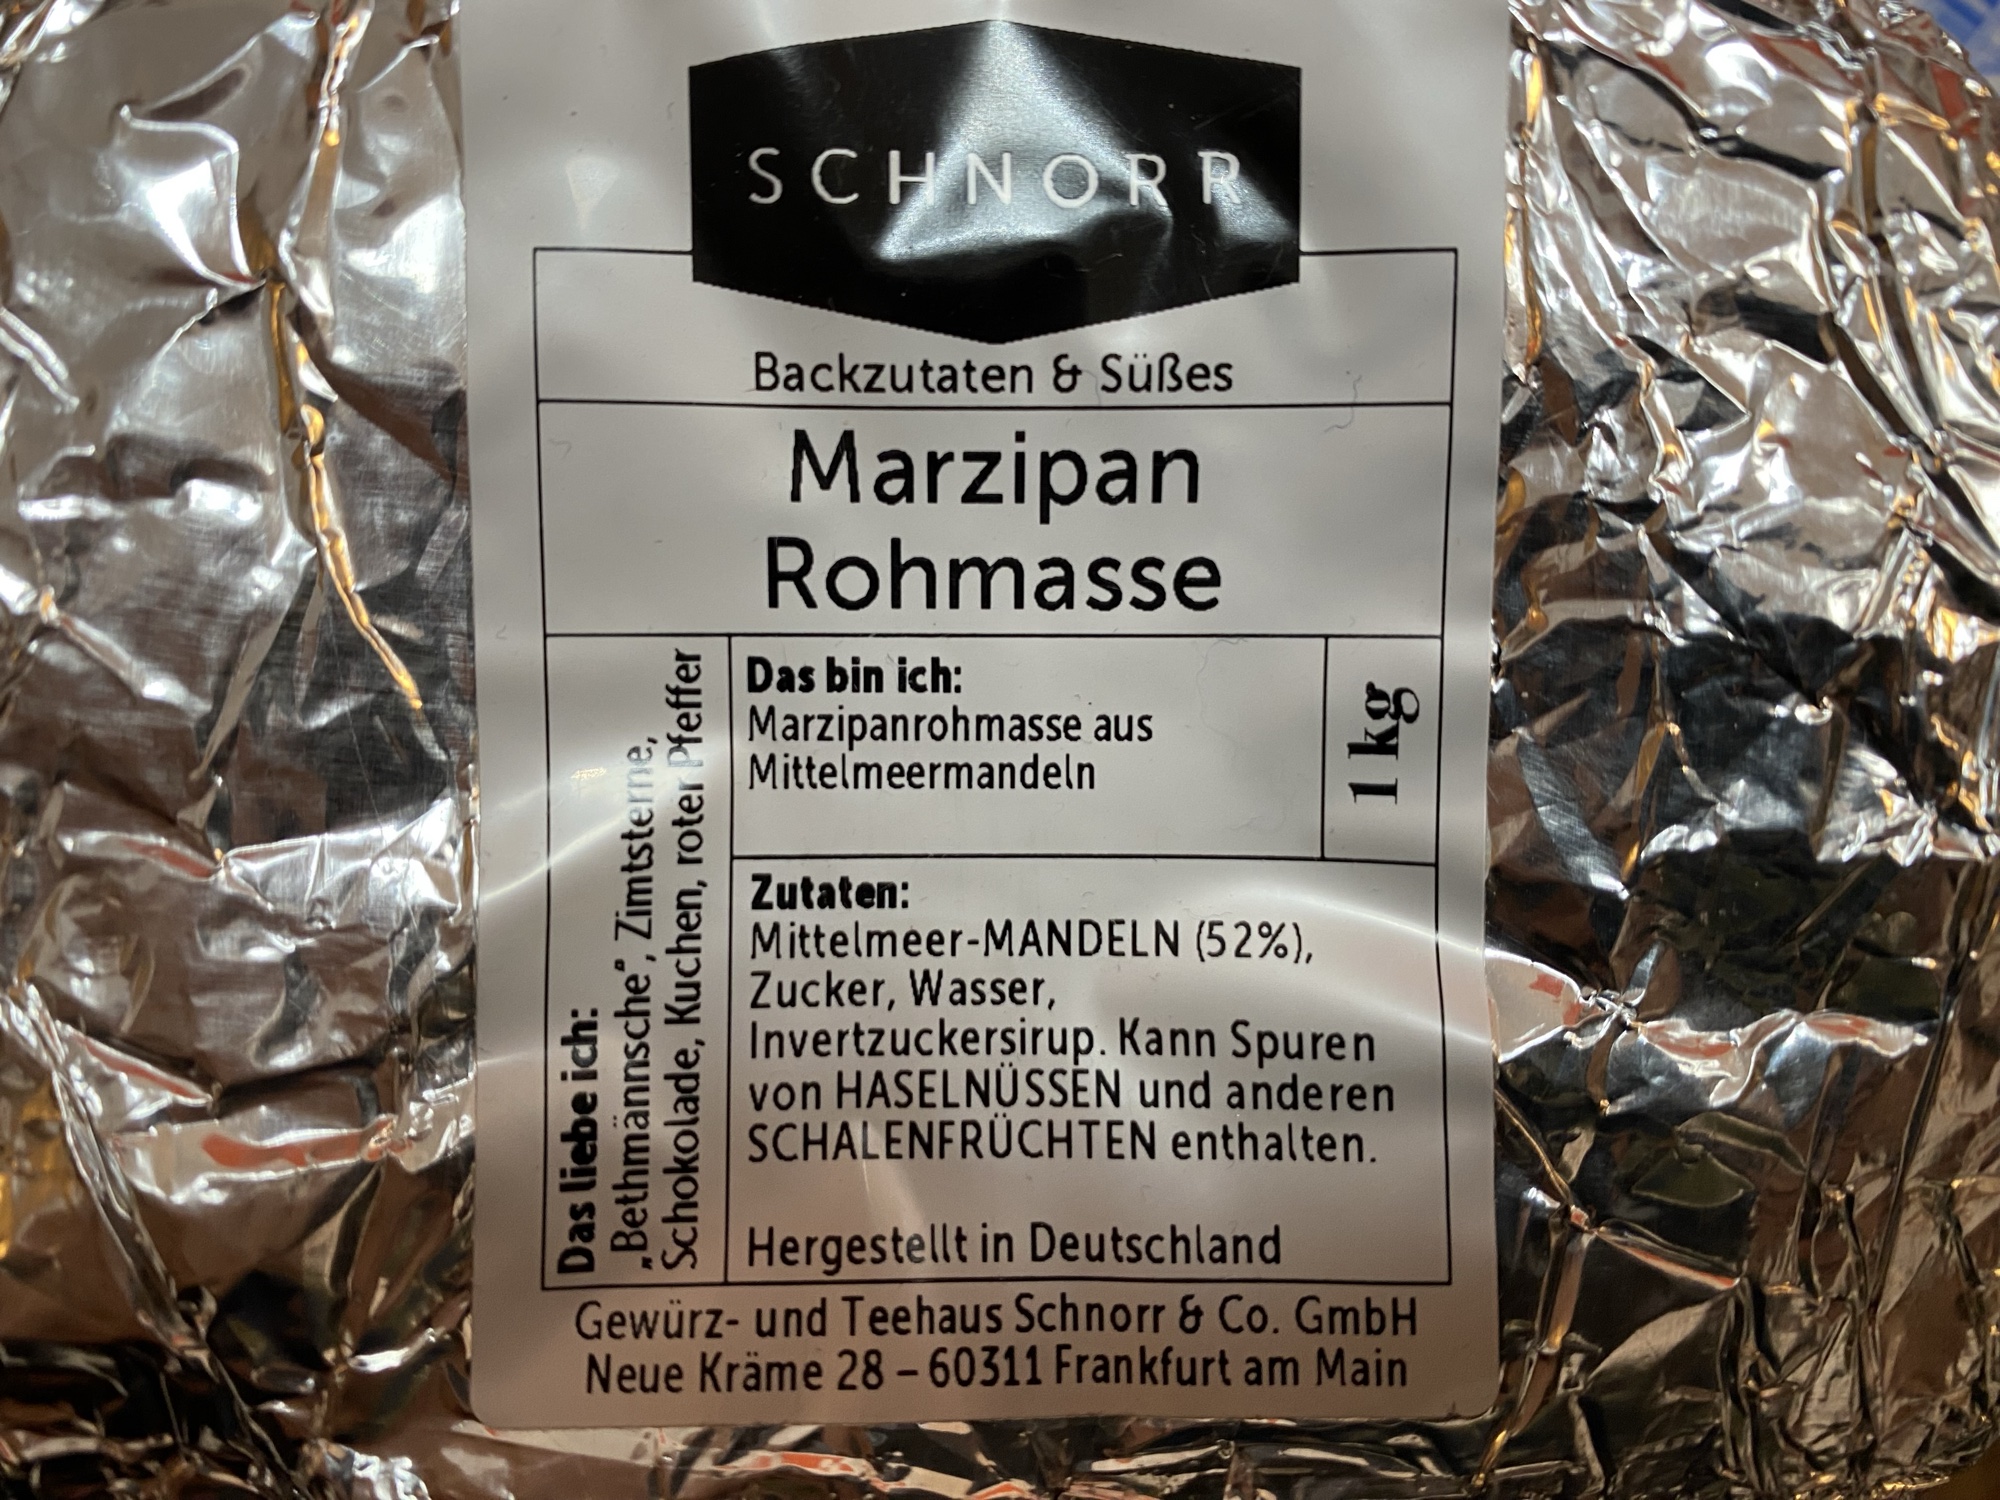 SCHNORR
Backzutaten & Süßes
Marzipan
Rohmasse
Das liebe ich:
„Bethmännsche“, Zimtsterne,
Schokolade, Kuchen, roter Pfeffer
Das bin ich:
Marzipanrohmasse aus
Mittelmeermandeln
1 kg
Zutaten:
Mittelmeer-MANDELN (52%),
Zucker, Wasser,
Invertzuckersirup. Kann Spuren
von HASELNÜSSEN und anderen
SCHALENFRÜCHTEN enthalten.
Hergestellt in Deutschland
Gewürz- und Teehaus Schnorr & Co. GmbH
Neue Kräme 28 – 60311 Frankfurt am Main